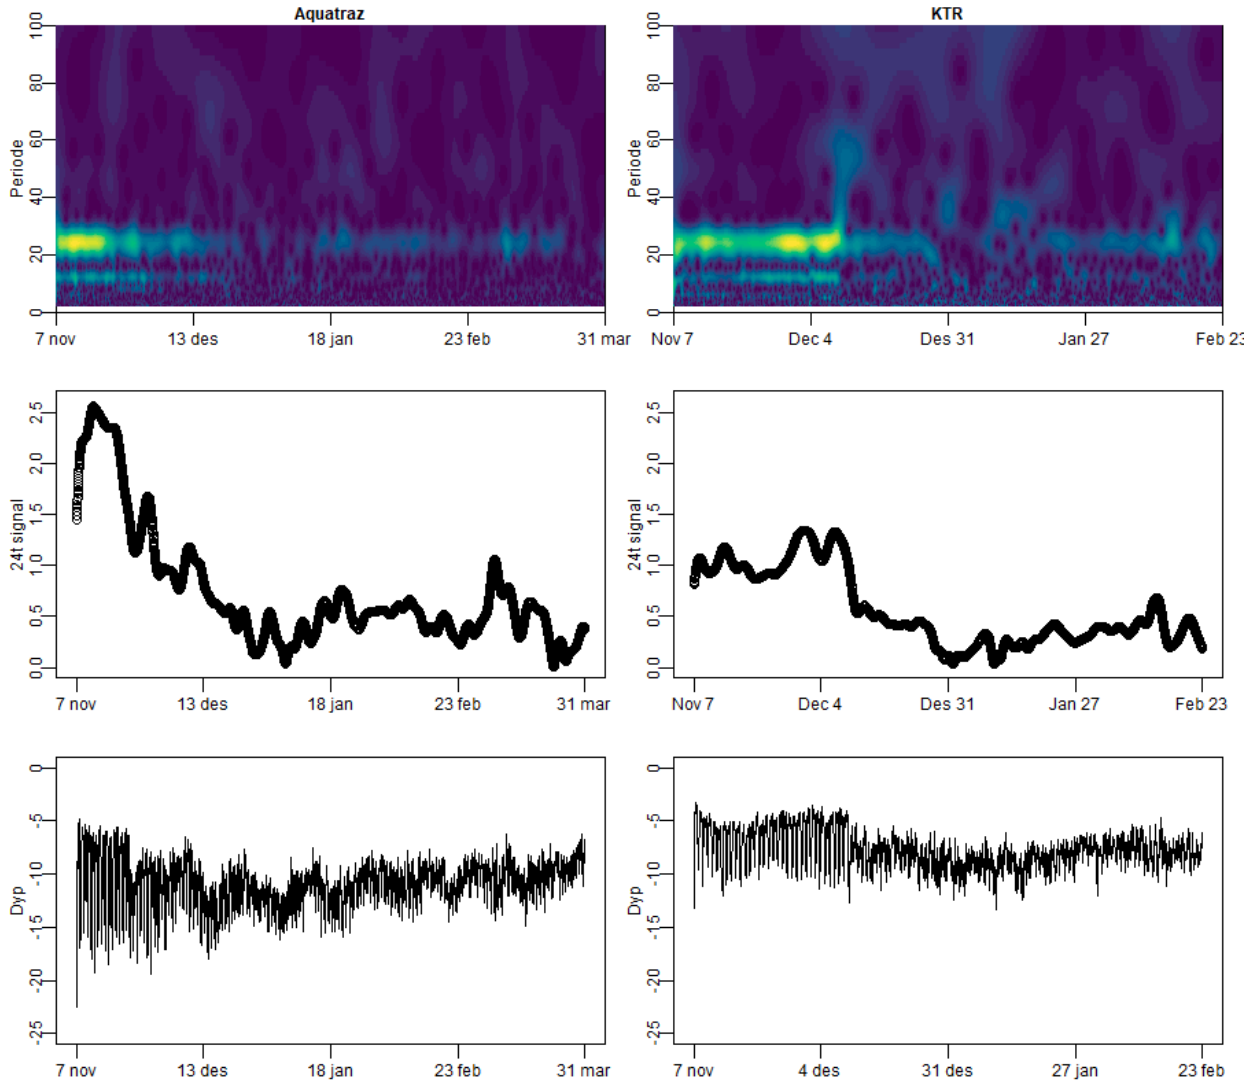 Aquatraz
KTR
Periode
100
80
60
40
20
0
7 nov
13 des
18 jan
23 feb
31 mar
Periode
100
80
60
40
20
0
Nov 7
Dec 4
Des 31
Jan 27
Feb 23
24t signal
2.5
2.0
1.5
1.0
0.5
0.0
7 nov
13 des
18 jan
23 feb
31 mar
24t signal
2.5
2.0
1.5
1.0
0.5
0.0
Nov 7
Dec 4
Des 31
Jan 27
Feb 23
Dyp
0
-5
-10
-15
-20
-25
7 nov
13 des
18 jan
23 feb
31 mar
Dyp
0
-5
-10
-15
-20
-25
7 nov
4 des
31 des
27 jan
23 feb